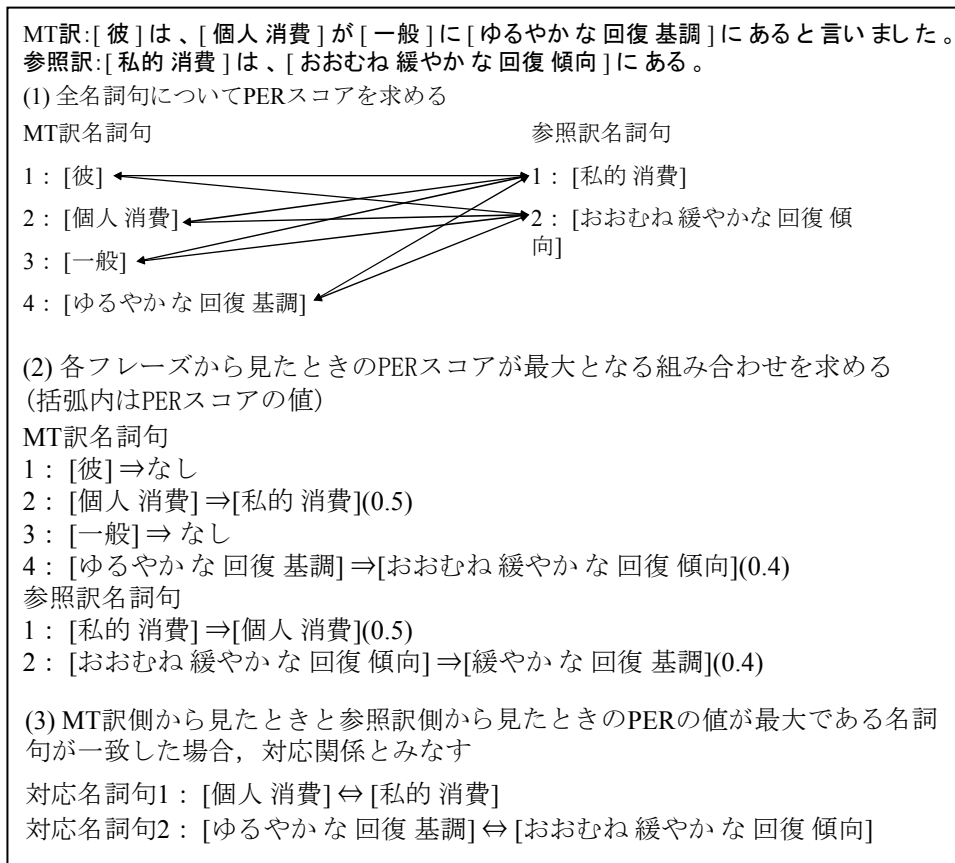 MT訳:[ 彼 ] は 、 [ 個人 消費 ] が [ 一般 ] に [ ゆるやか な 回復 基調 ] に ある と 言い まし た 。
参照訳:[ 私的 消費 ] は 、 [ おおむね 緩やか な 回復 傾向 ] に ある 。
(1) 全名詞句についてPERスコアを求める
MT訳名詞句 参照訳名詞句
1：[彼] 1：[私的 消費]
2：[個人 消費] 2：[おおむね 緩やかな 回復 傾
向]
3：[一般]
4：[ゆるやか な 回復 基調]
(2) 各フレーズから見たときのPERスコアが最大となる組み合わせを求める
（括弧内はPERスコアの値）
MT訳名詞句
1：[彼] ⇒なし
2：[個人 消費] ⇒[私的 消費](0.5)
3：[一般] ⇒ なし
4：[ゆるやか な 回復 基調] ⇒[おおむね 緩やか な 回復 傾向](0.4)
参照訳名詞句
1：[私的 消費] ⇒[個人 消費](0.5)
2：[おおむね 緩やか な 回復 傾向] ⇒[緩やか な 回復 基調](0.4)
(3) MT訳側から見たときと参照訳側から見たときのPERの値が最大である名詞
句が一致した場合，対応関係とみなす
対応名詞句1：[個人 消費] ⇔ [私的 消費]
対応名詞句2：[ゆるやか な 回復 基調] ⇔ [おおむね 緩やか な 回復 傾向]